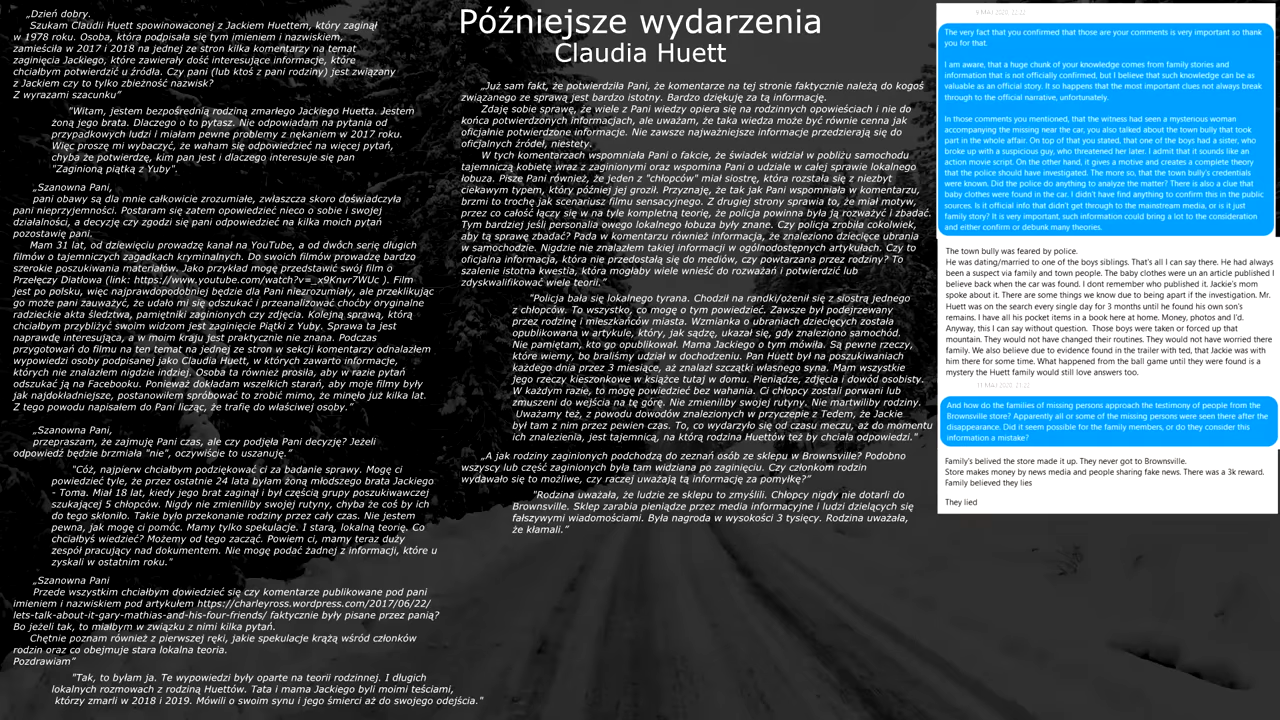 „Dzień dobry.
Szukam Claudii Huett spowinowaconej z Jackiem Huettem, który zaginął
w 1978 roku. Osoba, która podpisała się tym imieniem i nazwiskiem,
zamieściła w 2017 i 2018 na jednej ze stron kilka komentarzy na temat
zaginięcia Jackiego, które zawierały dość interesujące informacje, które
chciałbym potwierdzić u źródła. Czy pani (lub ktoś z pani rodziny) jest związany
z Jackiem czy to tylko zbieżność nazwisk?
Z wyrazami szacunku”
"Witam, jestem bezpośrednią rodziną zmarłego Jackiego Huetta. Jestem
żoną jego brata. Dlaczego o to pytasz. Nie odpowiadam na pytania od
przypadkowych ludzi i miałam pewne problemy z nękaniem w 2017 roku.
Więc proszę mi wybaczyć, że waham się odpowiedzieć na więcej pytań,
chyba że potwierdzę, kim pan jest i dlaczego interesuje się pan
"Zaginioną piątką z Yuby".
„Szanowna Pani,
pani obawy są dla mnie całkowicie zrozumiałe, zwłaszcza skoro doświadczyła
pani nieprzyjemności. Postaram się zatem opowiedzieć nieco o sobie i swojej
działalności, a decyzję czy zgodzi się pani odpowiedzieć na kilka moich pytań
pozostawię pani.
Mam 31 lat, od dziewięciu prowadzę kanał na YouTube, a od dwóch serię długich
filmów o tajemniczych zagadkach kryminalnych. Do swoich filmów prowadzę bardzo
szerokie poszukiwania materiałów. Jako przykład mogę przedstawić swój film o
Przełęczy Diatłowa (link: https://www.youtube.com/watch?v=_x9Knvr7WUc ). Film
jest po polsku, więc najprawdopodobniej będzie dla Pani niezrozumiały, ale przeklikując
go może pani zauważyć, że udało mi się odszukać i przeanalizować choćby oryginalne
radzieckie akta śledztwa, pamiętniki zaginionych czy zdjęcia. Kolejną sprawą, którą
chciałbym przybliżyć swoim widzom jest zaginięcie Piątki z Yuby. Sprawa ta jest
naprawdę interesująca, a w moim kraju jest praktycznie nie znana. Podczas
przygotowań do filmu na ten temat na jednej ze stron w sekcji komentarzy odnalazłem
wypowiedzi osoby podpisanej jako Claudia Huett, w których zawarto informacje,
których nie znalazłem nigdzie indziej. Osoba ta również prosiła, aby w razie pytań
odszukać ją na Facebooku. Ponieważ dokładam wszelkich starań, aby moje filmy były
jak najdokładniejsze, postanowiłem spróbować to zrobić mimo, że minęło już kilka lat.
Z tego powodu napisałem do Pani licząc, że trafię do właściwej osoby.”
„Szanowna Pani,
przepraszam, że zajmuję Pani czas, ale czy podjęła Pani decyzję? Jeżeli
odpowiedź będzie brzmiała "nie", oczywiście to uszanuję.”
"Cóż, najpierw chciałbym podziękować ci za badanie sprawy. Mogę ci
powiedzieć tyle, że przez ostatnie 24 lata byłam żoną młodszego brata Jackiego
- Toma. Miał 18 lat, kiedy jego brat zaginął i był częścią grupy poszukiwawczej
szukającej 5 chłopców. Nigdy nie zmieniliby swojej rutyny, chyba że coś by ich
do tego skłoniło. Takie było przekonanie rodziny przez cały czas. Nie jestem
pewna, jak mogę ci pomóc. Mamy tylko spekulacje. I starą, lokalną teorię. Co
chciałbyś wiedzieć? Możemy od tego zacząć. Powiem ci, mamy teraz duży
zespół pracujący nad dokumentem. Nie mogę podać żadnej z informacji, które u
zyskali w ostatnim roku."
„Szanowna Pani
Przede wszystkim chciałbym dowiedzieć się czy komentarze publikowane pod pani
imieniem i nazwiskiem pod artykułem https://charleyross.wordpress.com/2017/06/22/
lets-talk-about-it-gary-mathias-and-his-four-friends/ faktycznie były pisane przez panią?
Bo jeżeli tak, to miałbym w związku z nimi kilka pytań.
Chętnie poznam również z pierwszej ręki, jakie spekulacje krążą wśród członków
rodzin oraz co obejmuje stara lokalna teoria.
Pozdrawiam”
"Tak, to byłam ja. Te wypowiedzi były oparte na teorii rodzinnej. I długich
lokalnych rozmowach z rodziną Huettów. Tata i mama Jackiego byli moimi teściami,
którzy zmarli w 2018 i 2019. Mówili o swoim synu i jego śmierci aż do swojego odejścia."
Późniejsze wydarzenia
Claudia Huett
„Już sam fakt, że potwierdziła Pani, że komentarze na tej stronie faktycznie należą do kogoś
związanego ze sprawą jest bardzo istotny. Bardzo dziękuję za tą informację.
Zdaję sobie sprawę, że wiele z Pani wiedzy opiera się na rodzinnych opowieściach i nie do
końca potwierdzonych informacjach, ale uważam, że taka wiedza może być równie cenna jak
oficjalnie potwierdzone informacje. Nie zawsze najważniejsze informacje przedzierają się do
oficjalnych źródeł, niestety.
W tych komentarzach wspomniała Pani o fakcie, że świadek widział w pobliżu samochodu
tajemniczą kobietę wraz z zaginionymi oraz wspomina Pani o udziale w całej sprawie lokalnego
łobuza. Pisze Pani również, że jeden z "chłopców" miał siostrę, która rozstała się z niezbyt
ciekawym typem, który później jej groził. Przyznaję, że tak jak Pani wspomniała w komentarzu,
brzmi to trochę jak scenariusz filmu sensacyjnego. Z drugiej strony sprawia to, że miał motyw,
przez co całość łączy się w na tyle kompletną teorię, że policja powinna była ją rozważyć i zbadać.
Tym bardziej jeśli personalia owego lokalnego łobuza były znane. Czy policja zrobiła cokolwiek,
aby tą sprawę zbadać? Pada w komentarzu również informacja, że znaleziono dziecięce ubrania
w samochodzie. Nigdzie nie znalazłem takiej informacji w ogólnodostępnych artykułach. Czy to
oficjalna informacja, która nie przedostałą się do mediów, czy powtarzana przez rodziny? To
szalenie istotna kwestia, która mogłaby wiele wnieść do rozważań i potwierdzić lub
zdyskwalifikować wiele teorii.”
"Policja bała się lokalnego tyrana. Chodził na randki/ożenił się z siostrą jednego
z chłopców. To wszystko, co mogę o tym powiedzieć. Zawsze był podejrzewany
przez rodzinę i mieszkańców miasta. Wzmianka o ubraniach dziecięcych została
opublikowana w artykule, który, jak sądzę, ukazał się, gdy znaleziono samochód.
Nie pamiętam, kto go opublikował. Mama Jackiego o tym mówiła. Są pewne rzeczy,
które wiemy, bo braliśmy udział w dochodzeniu. Pan Huett był na poszukiwaniach
każdego dnia przez 3 miesiące, aż znalazł szczątki własnego syna. Mam wszystkie
jego rzeczy kieszonkowe w książce tutaj w domu. Pieniądze, zdjęcia i dowód osobisty.
W każdym razie, to mogę powiedzieć bez wahania. Ci chłopcy zostali porwani lub
zmuszeni do wejścia na tę górę. Nie zmieniliby swojej rutyny. Nie martwiliby rodziny.
Uważamy też, z powodu dowodów znalezionych w przyczepie z Tedem, że Jackie
był tam z nim przez pewien czas. To, co wydarzyło się od czasu meczu, aż do momentu
ich znalezienia, jest tajemnicą, na którą rodzina Huettów też by chciała odpowiedzi."
„A jak rodziny zaginionych podchodzą do zeznań osób ze sklepu w Brownsville? Podobno
wszyscy lub część zaginionych była tam widziana po zaginięciu. Czy członkom rodzin
wydawało się to możliwe, czy raczej uważają tą informację za pomyłkę?”
"Rodzina uważała, że ludzie ze sklepu to zmyślili. Chłopcy nigdy nie dotarli do
Brownsville. Sklep zarabia pieniądze przez media informacyjne i ludzi dzielących się
fałszywymi wiadomościami. Była nagroda w wysokości 3 tysięcy. Rodzina uważała,
że kłamali.”
The very fact that you confirmed that those are your comments is very important so thank
you for that.
I am aware, that a huge chunk of your knowledge comes from family stories and
information that is not officially confirmed, but I believe that such knowledge can be as
valuable as an official story. It so happens that the most important clues not always break
through to the official narrative, unfortunately.
In those comments you mentioned, that the witness had seen a mysterious woman
accompanying the missing near the car, you also talked about the town bully that took
part in the whole affair. On top of that you stated, that one of the boys had a sister, who
broke up with a suspicious guy, who threatened her later. I admit that it sounds like an
action movie script. On the other hand, it gives a motive and creates a complete theory
that the police should have investigated. The more so, that the town bully's credentials
were known. Did the police do anything to analyze the matter? There is also a clue that
baby clothes were found in the car. I didn't have find anything to confirm this in the public
sources. Is it official info that didn't get through to the mainstream media, or is it just a
family story? It is very important, such information could bring a lot to the consideration
and either confirm or debunk many theories.
The town bully was feared by police.
He was dating/married to one of the boys siblings. That's all I can say there. He had always
been a suspect via family and town people. The baby clothes were un an article published I
believe back when the car was found. I dont remember who published it. Jackie's mom
spoke about it. There are some things we know due to being apart if the investigation. Mr.
Huett was on the search every single day for 3 months until he found his own son's
remains. I have all his pocket items in a book here at home. Money, photos and I'd.
Anyway, this I can say without question. Those boys were taken or forced up that
mountain. They would not have changed their routines. They would not have worried there
family. We also believe due to evidence found in the trailer with ted, that Jackie was with
him there for some time. What happened from the ball game until they were found is a
mystery the Huett family would still love answers too.
And how do the families of missing persons approach the testimony of people from the
Brownsville store? Apparently all or some of the missing persons were seen there after the
disappearance. Did it seem possible for the family members, or do they consider this
information a mistake?
Family's belived the store made it up. They never got to Brownsville.
Store makes money by news media and people sharing fake news. There was a 3k reward.
Family believed they lies
They lied